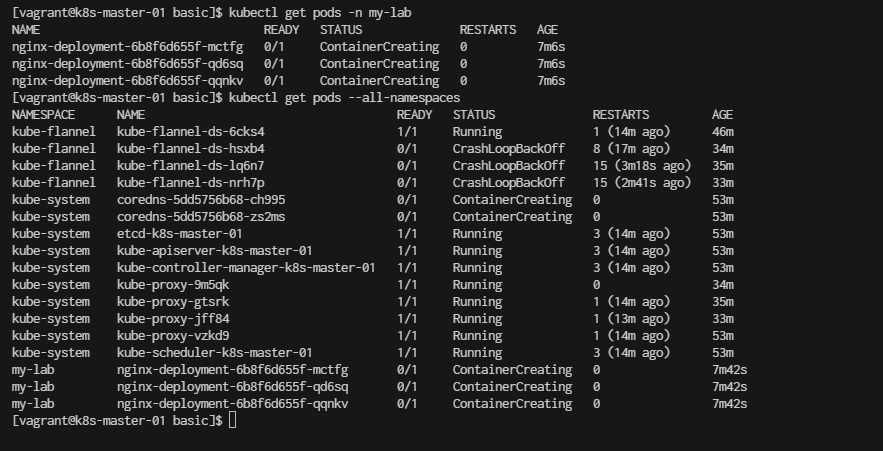 [vagrant@k8s-master-01 basic]$ kubectl get pods -n my-lab
NAME READY STATUS RESTARTS AGE
nginx-deployment-6b8f6d655f-mctfg 0/1 ContainerCreating 0 7m6s
nginx-deployment-6b8f6d655f-qd6sq 0/1 ContainerCreating 0 7m6s
nginx-deployment-6b8f6d655f-qqnkv 0/1 ContainerCreating 0 7m6s
[vagrant@k8s-master-01 basic]$ kubectl get pods --all-namespaces
NAMESPACE NAME READY STATUS RESTARTS AGE
kube-flannel kube-flannel-ds-6cks4 1/1 Running 1 (14m ago) 46m
kube-flannel kube-flannel-ds-hsxb4 0/1 CrashLoopBackOff 8 (17m ago) 34m
kube-flannel kube-flannel-ds-lq6n7 0/1 CrashLoopBackOff 15 (3m18s ago) 35m
kube-flannel kube-flannel-ds-nrh7p 0/1 CrashLoopBackOff 15 (2m41s ago) 33m
kube-system coredns-5dd5756b68-ch995 0/1 ContainerCreating 0 53m
kube-system coredns-5dd5756b68-zs2ms 0/1 ContainerCreating 0 53m
kube-system etcd-k8s-master-01 1/1 Running 3 (14m ago) 53m
kube-system kube-apiserver-k8s-master-01 1/1 Running 3 (14m ago) 53m
kube-system kube-controller-manager-k8s-master-01 1/1 Running 3 (14m ago) 53m
kube-system kube-proxy-9m5qk 1/1 Running 0 34m
kube-system kube-proxy-gtsrk 1/1 Running 1 (14m ago) 35m
kube-system kube-proxy-jff84 1/1 Running 1 (13m ago) 33m
kube-system kube-proxy-vzkd9 1/1 Running 1 (14m ago) 53m
kube-system kube-scheduler-k8s-master-01 1/1 Running 3 (14m ago) 53m
my-lab nginx-deployment-6b8f6d655f-mctfg 0/1 ContainerCreating 0 7m42s
my-lab nginx-deployment-6b8f6d655f-qd6sq 0/1 ContainerCreating 0 7m42s
my-lab nginx-deployment-6b8f6d655f-qqnkv 0/1 ContainerCreating 0 7m42s
[vagrant@k8s-master-01 basic]$